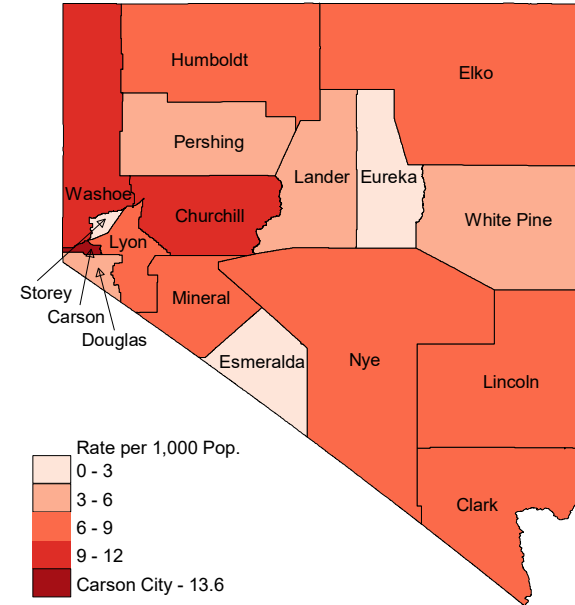 Humboldt
Elko
Pershing
Lander
Eureka
Washoe
Churchill
White Pine
Lyon
Storey
Carson
Douglas
Mineral
Esmeralda
Nye
Lincoln
Clark
Rate per 1,000 Pop.
0 - 3
3 - 6
6 - 9
9 - 12
Carson City - 13.6